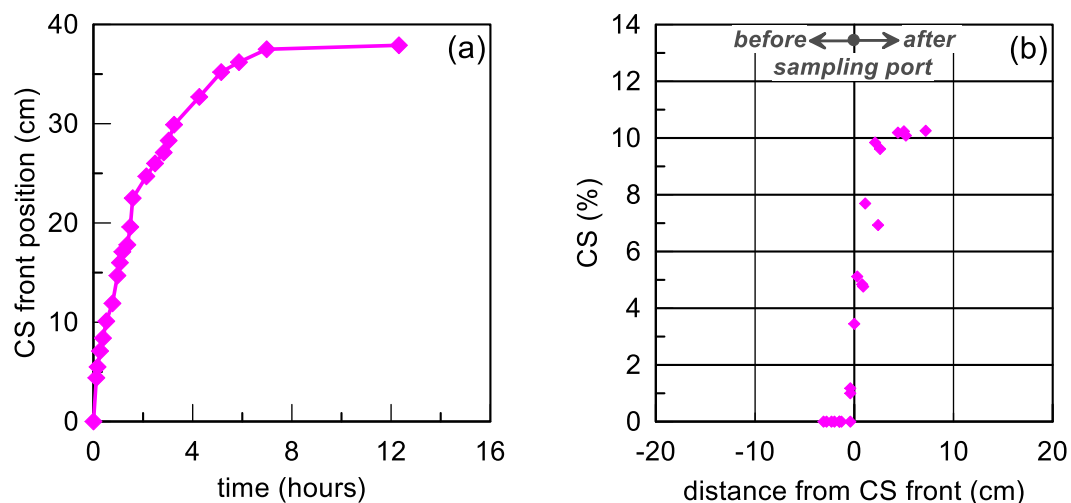 40
30
20
10
0
0 4 8 12 16
CS front position (cm)
time (hours)
(a)
14
12
10
8
6
4
2
0
-20 -10 0 10 20
CS (%)
distance from CS front (cm)
before after
sampling port
(b)